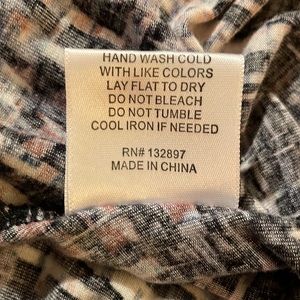 HAND WASH COLD
WITH LIKE COLORS
LAY FLAT TO DRY
DO NOT BLEACH
DO NOT TUMBLE
COOL IRON IF NEEDED
RN# 132897
MADE IN CHINA